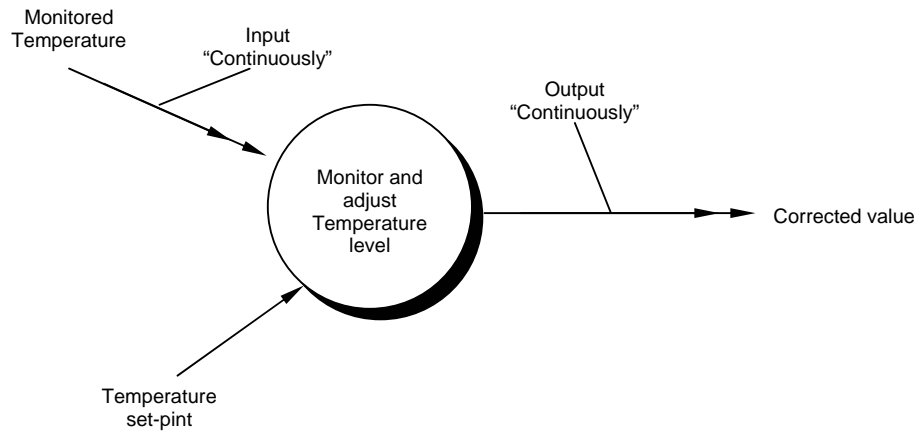 Monitored
Temperature
Input
“Continuously”
Output
“Continuously”
Monitor and
adjust
Temperature
level
Corrected value
Temperature
set-pint